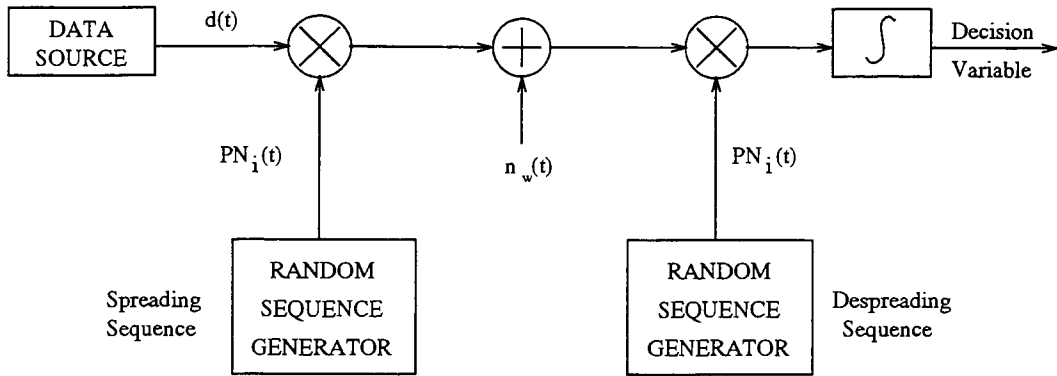 DATA
SOURCE
d(t)
Decision
Variable
PN_i(t)
n_w(t)
PN_i(t)
Spreading
Sequence
RANDOM
SEQUENCE
GENERATOR
RANDOM
SEQUENCE
GENERATOR
Despreading
Sequence